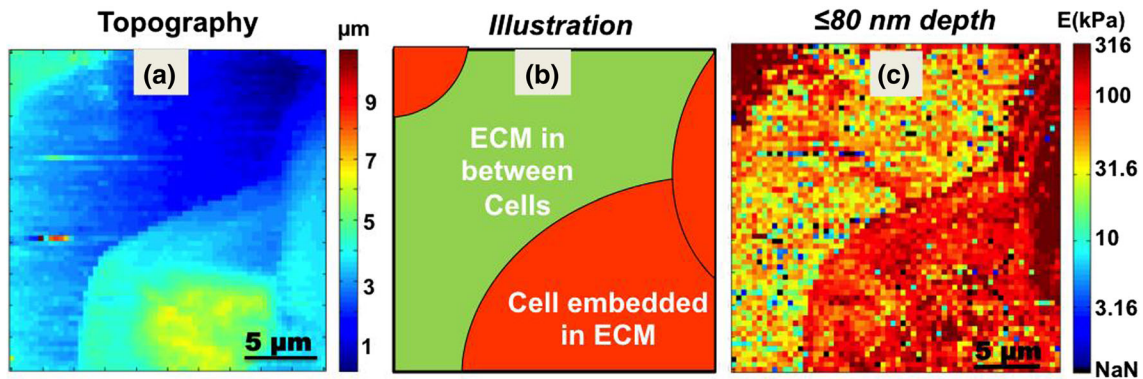 Topography
µm
(a)
9
7
5
3
1
5 µm
Illustration
(b)
ECM in
between
Cells
Cell embedded
in ECM
≤80 nm depth
E(kPa)
(c)
316
100
31.6
10
3.16
NaN
5 µm